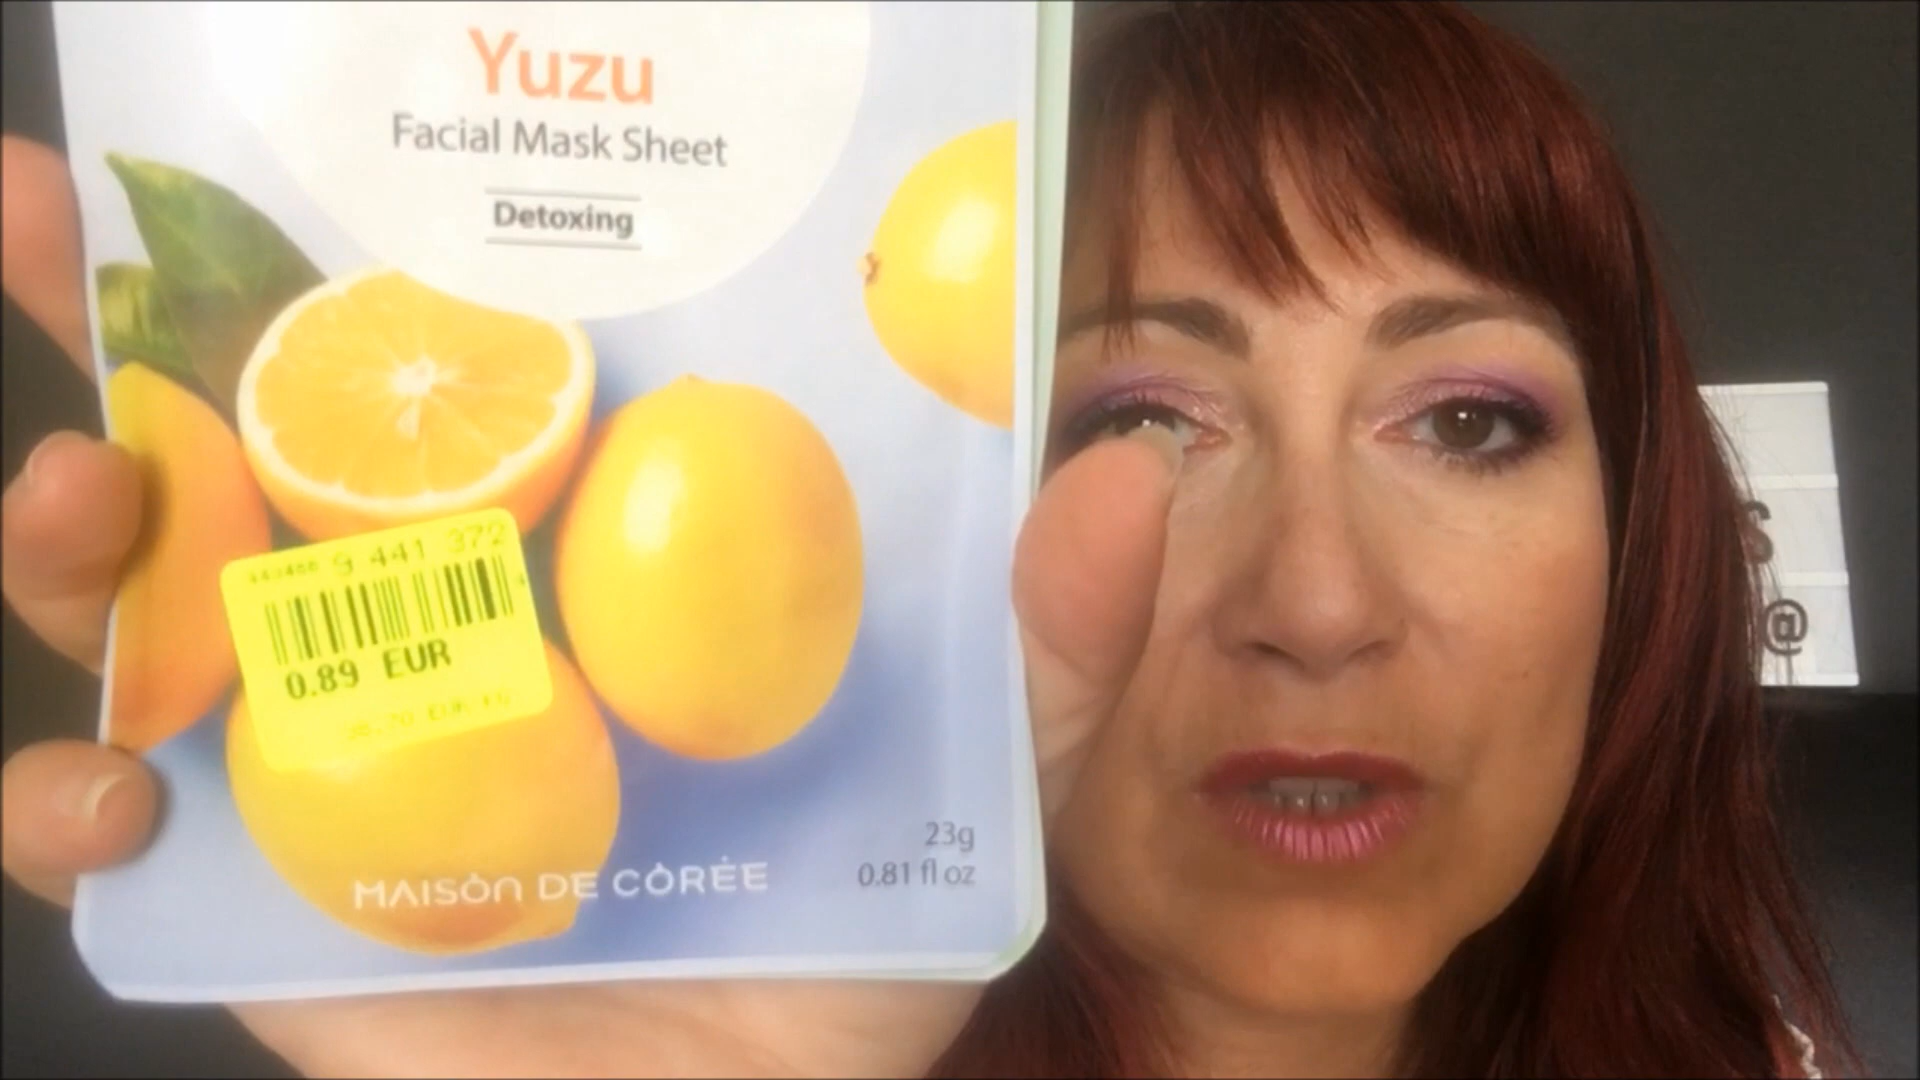 Yuzu
Facial Mask Sheet
Detoxing
9 441 372
0.89 EUR
23g
0.81 fl oz
MAISON DE CORÉE
S
@